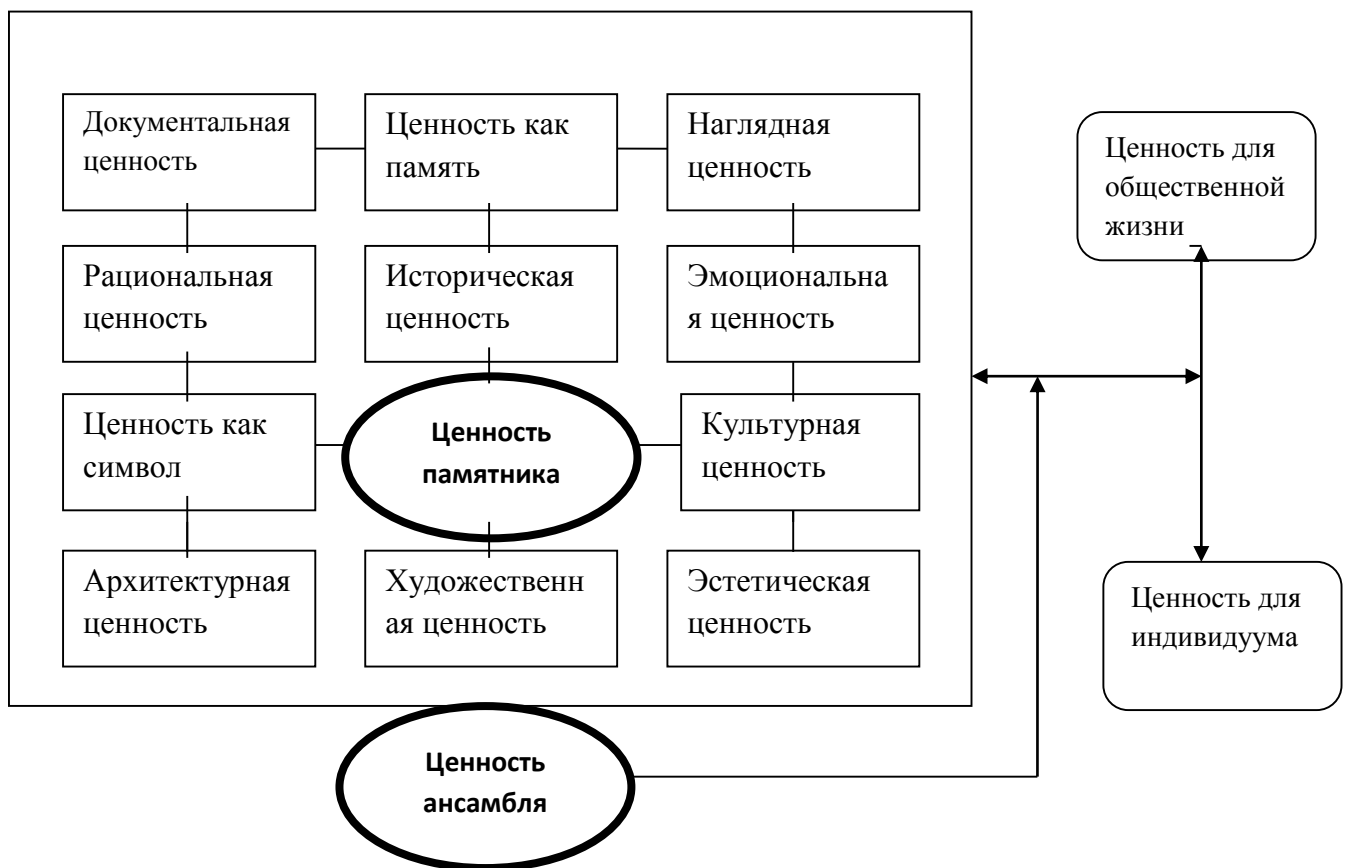 Документальная
ценность
Ценность как
память
Наглядная
ценность
Ценность для
общественной
жизни
Рациональная
ценность
Историческая
ценность
Эмоциональна
я ценность
Ценность как
символ
Ценность
памятника
Культурная
ценность
Архитектурная
ценность
Художественн
ая ценность
Эстетическая
ценность
Ценность для
индивидуума
Ценность
ансамбля